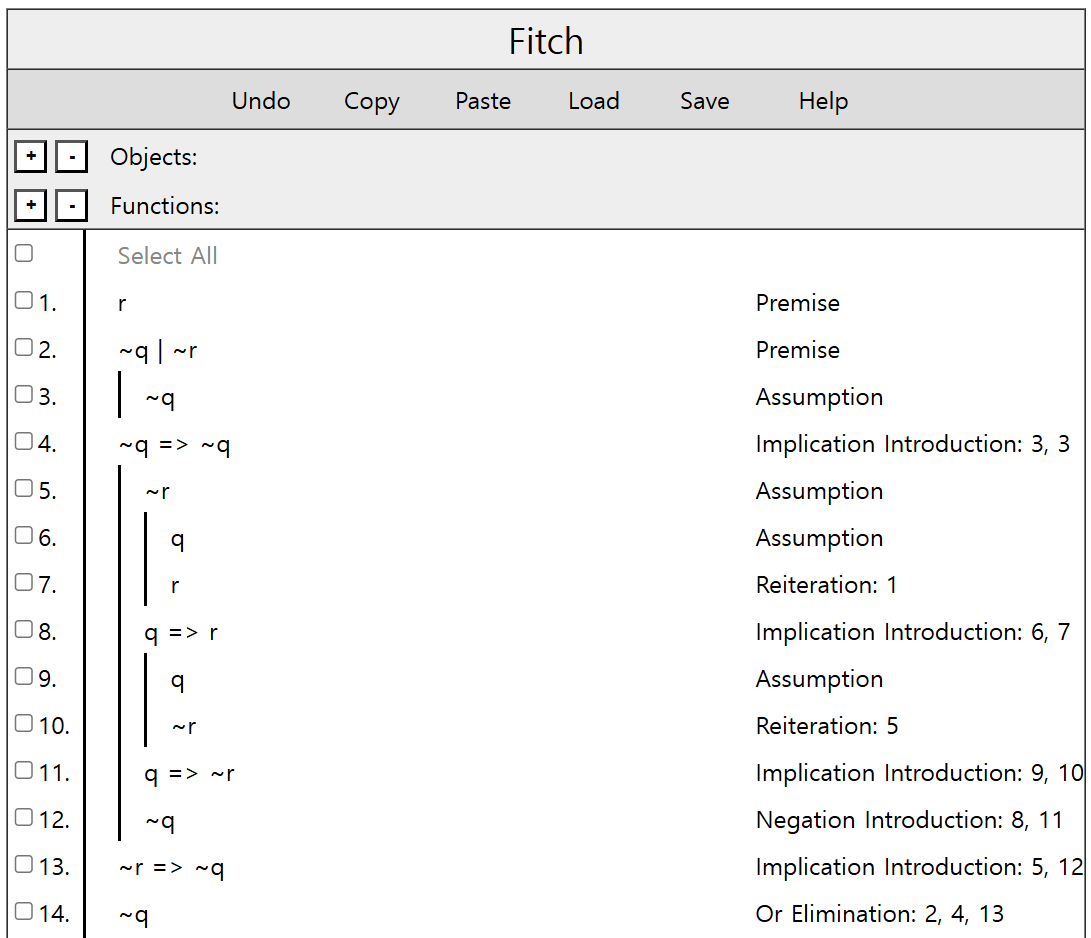 Fitch
Undo Copy Paste Load Save Help
+ - Objects:
+ - Functions:
Select All
1. r Premise
2. ~q | ~r Premise
3. ~q Assumption
4. ~q => ~q Implication Introduction: 3, 3
5. ~r Assumption
6. q Assumption
7. r Reiteration: 1
8. q => r Implication Introduction: 6, 7
9. q Assumption
10. ~r Reiteration: 5
11. q => ~r Implication Introduction: 9, 10
12. ~q Negation Introduction: 8, 11
13. ~r => ~q Implication Introduction: 5, 12
14. ~q Or Elimination: 2, 4, 13